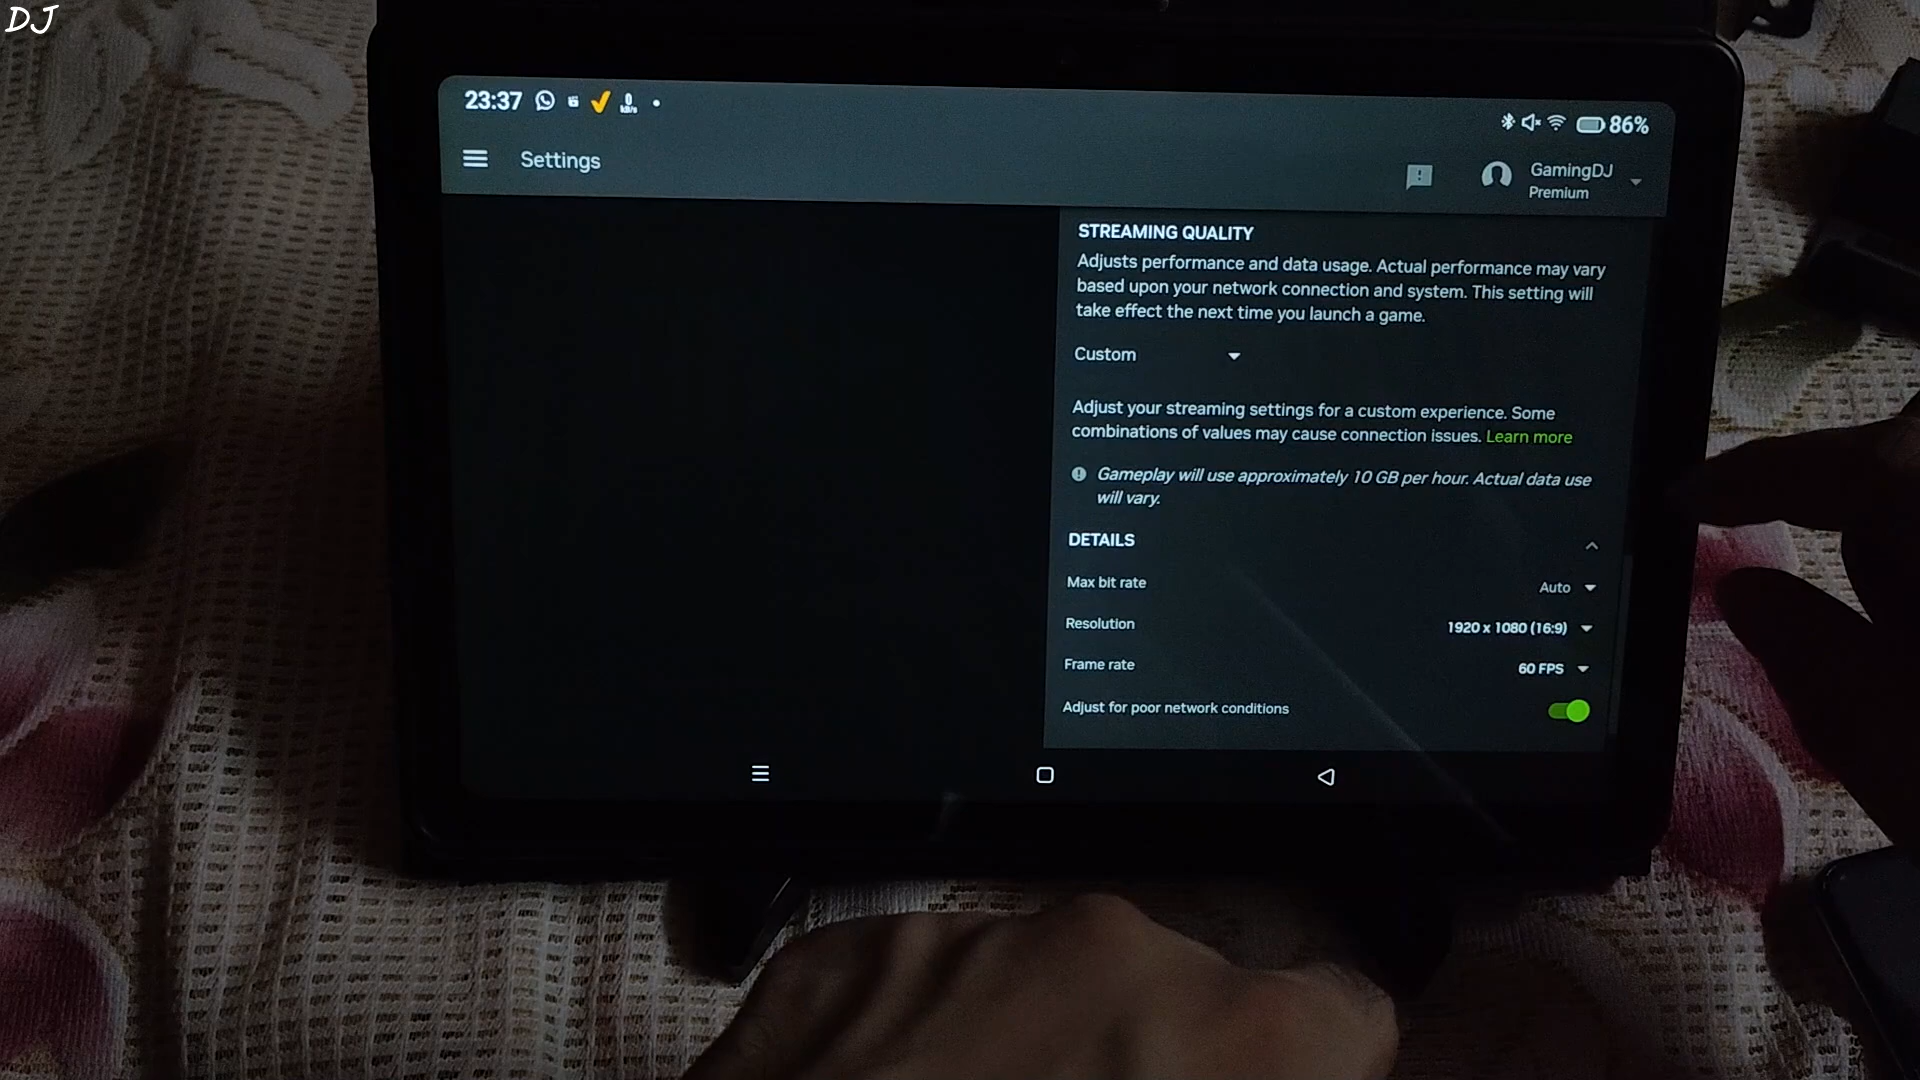 DJ
23:37
86%
Settings
GamingDJ
Premium
STREAMING QUALITY
Adjusts performance and data usage. Actual performance may vary
based upon your network connection and system. This setting will
take effect the next time you launch a game.
Custom
Adjust your streaming settings for a custom experience. Some
combinations of values may cause connection issues. Learn more
Gameplay will use approximately 10 GB per hour. Actual data use
will vary.
DETAILS
Max bit rate Auto
Resolution 1920 x 1080 (16:9)
Frame rate 60 FPS
Adjust for poor network conditions